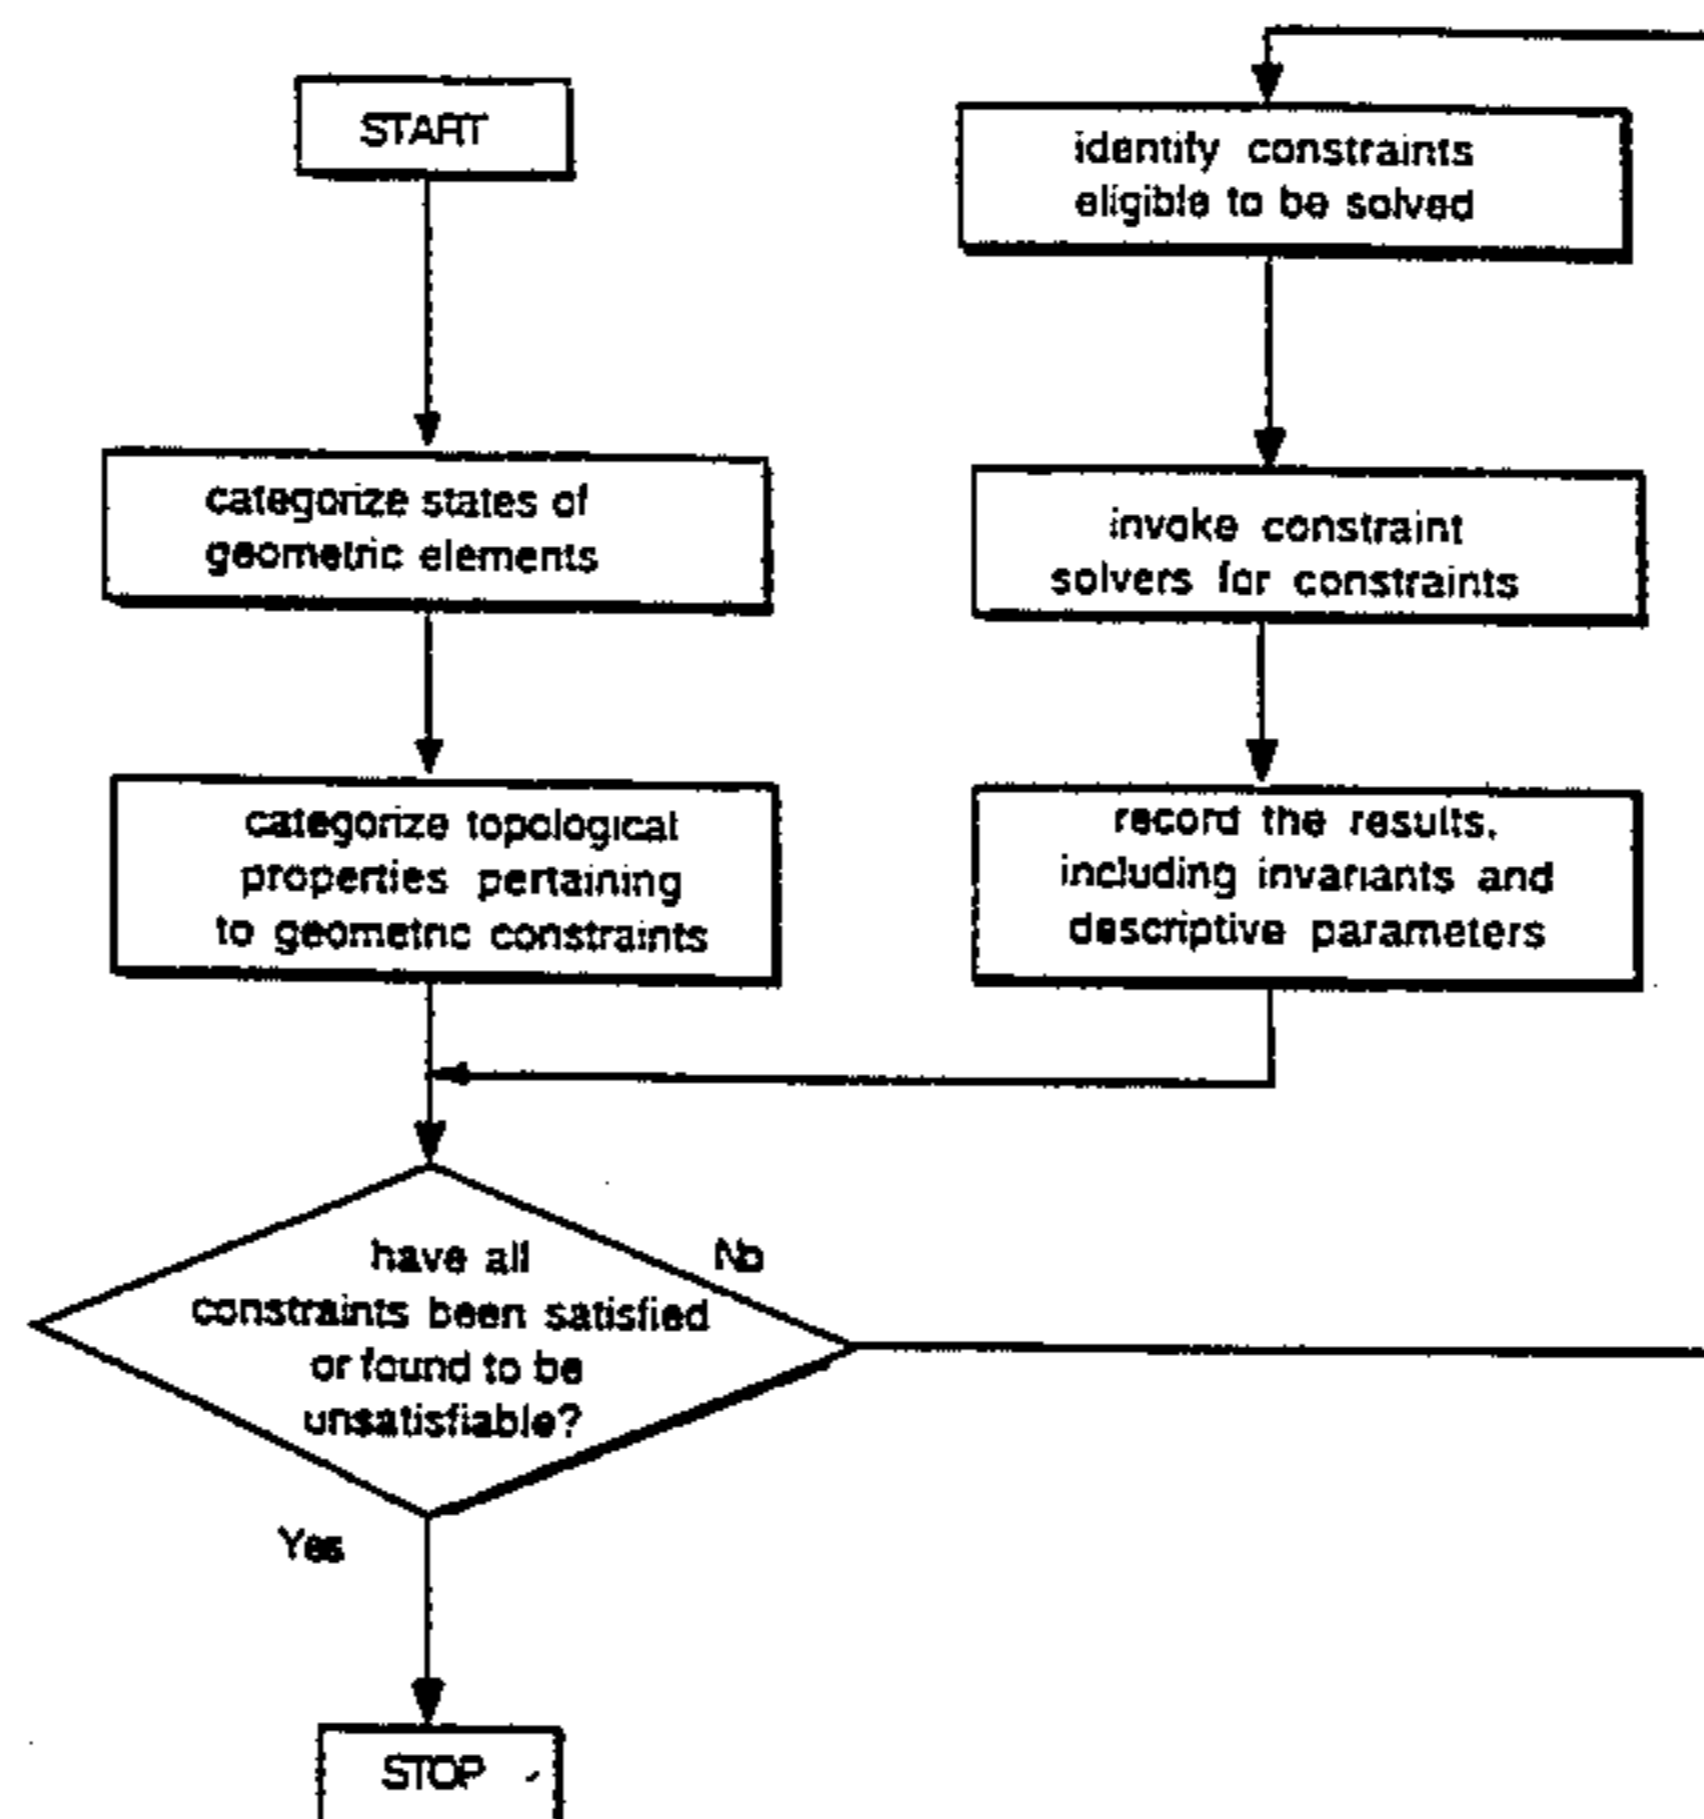 START
categorize states of
geometric elements
categorize topological
properties pertaining
to geometric constraints
have all
constraints been satisfied
or found to be
unsatisfiable?
No
Yes
STOP
identify constraints
eligible to be solved
invoke constraint
solvers for constraints
record the results,
including invariants and
descriptive parameters